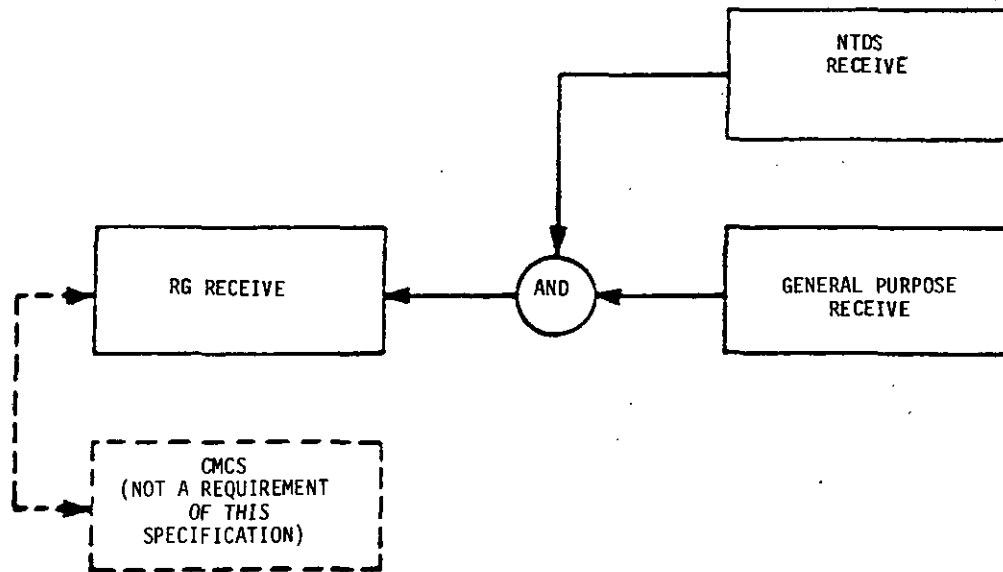 NTDS
RECEIVE
RG RECEIVE
AND
GENERAL PURPOSE
RECEIVE
CMCS
(NOT A REQUIREMENT
OF THIS
SPECIFICATION)